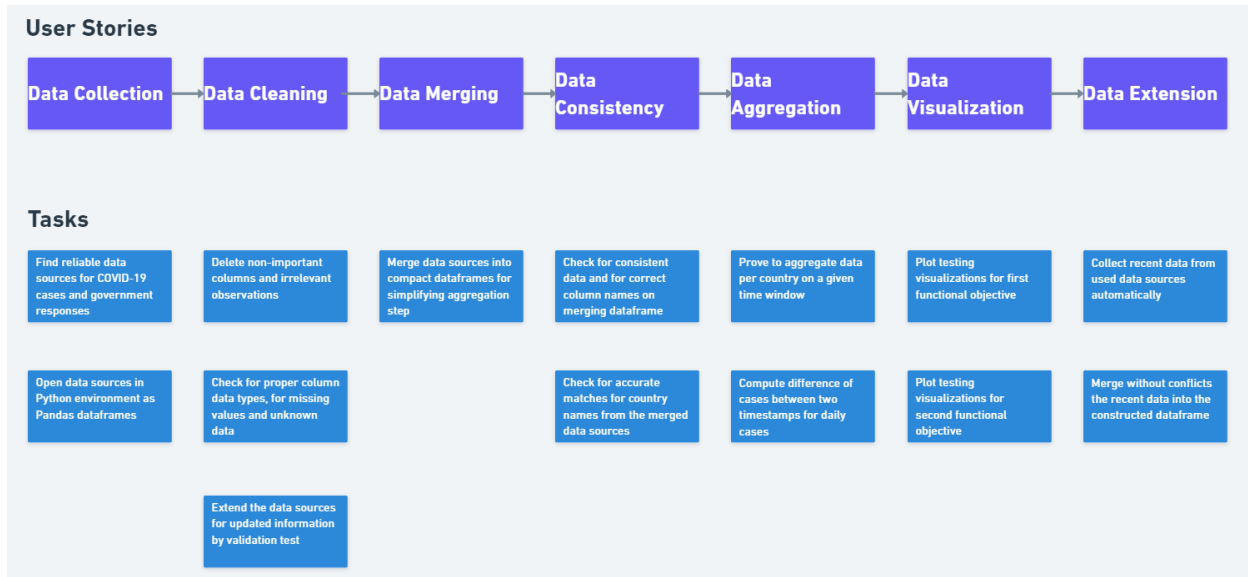 User Stories
Data Collection
Data Cleaning
Data Merging
Data
Consistency
Data
Aggregation
Data
Visualization
Data Extension
Tasks
Find reliable data
sources for COVID-19
cases and government
responses
Delete non-important
columns and irrelevant
observations
Merge data sources into
compact dataframes for
simplifying aggregation
step
Check for consistent
data and for correct
column names on
merging dataframe
Prove to aggregate data
per country on a given
time window
Plot testing
visualizations for first
functional objective
Collect recent data from
used data sources
automatically
Open data sources in
Python environment as
Pandas dataframes
Check for proper column
data types, for missing
values and unknown
data
Check for accurate
matches for country
names from the merged
data sources
Compute difference of
cases between two
timestamps for daily
cases
Plot testing
visualizations for
second functional
objective
Merge without conflicts
the recent data into the
constructed dataframe
Extend the data sources
for updated information
by validation test